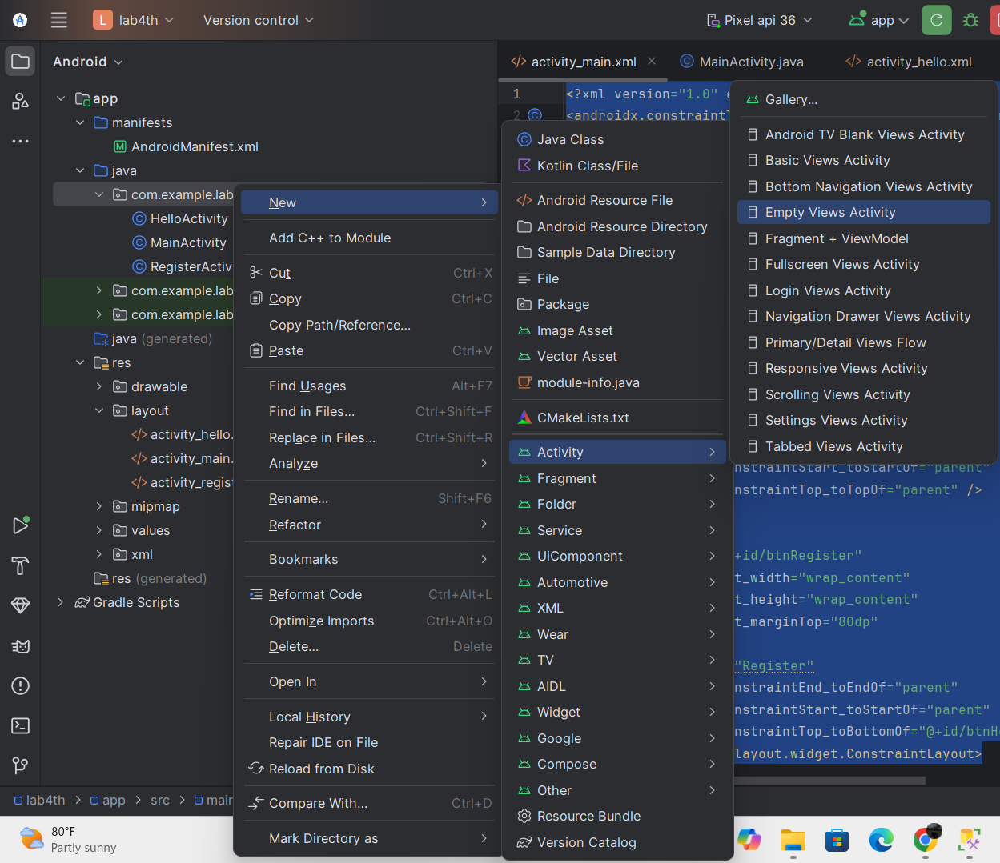 L lab4th
Version control
Pixel api 36
app
Android
activity_main.xml
MainActivity.java
activity_hello.xml
app
manifests
AndroidManifest.xml
java
com.example.lab
HelloActivity
MainActivity
RegisterActiv
com.example.lab
com.example.lab
java (generated)
res
drawable
layout
activity_hello.
activity_main.
activity_regist
mipmap
values
xml
res (generated)
Gradle Scripts
New
Add C++ to Module
Cut Ctrl+X
Copy Ctrl+C
Copy Path/Reference...
Paste Ctrl+V
Find Usages Alt+F7
Find in Files... Ctrl+Shift+F
Replace in Files... Ctrl+Shift+R
Analyze
Rename... Shift+F6
Refactor
Bookmarks
Reformat Code Ctrl+Alt+L
Optimize Imports Ctrl+Alt+O
Delete... Delete
Open In
Local History
Repair IDE on File
Reload from Disk
Compare With... Ctrl+D
Mark Directory as
1 <?xml version="1.0" e
2 <androidx.constraintl
Java Class
Kotlin Class/File
Android Resource File
Android Resource Directory
Sample Data Directory
File
Package
Image Asset
Vector Asset
module-info.java
CMakeLists.txt
Activity
Fragment
Folder
Service
UiComponent
Automotive
XML
Wear
TV
AIDL
Widget
Google
Compose
Other
Resource Bundle
Version Catalog
Gallery...
Android TV Blank Views Activity
Basic Views Activity
Bottom Navigation Views Activity
Empty Views Activity
Fragment + ViewModel
Fullscreen Views Activity
Login Views Activity
Navigation Drawer Views Activity
Primary/Detail Views Flow
Responsive Views Activity
Scrolling Views Activity
Settings Views Activity
Tabbed Views Activity
nstraintStart_toStartOf="parent"
nstraintTop_toTopOf="parent" />
+id/btnRegister"
t_width="wrap_content"
t_height="wrap_content"
t_marginTop="80dp"
"Register"
nstraintEnd_toEndOf="parent"
nstraintStart_toStartOf="parent"
nstraintTop_toBottomOf="@+id/btnH
layout.widget.ConstraintLayout>
lab4th > app > src > main
80°F
Partly sunny